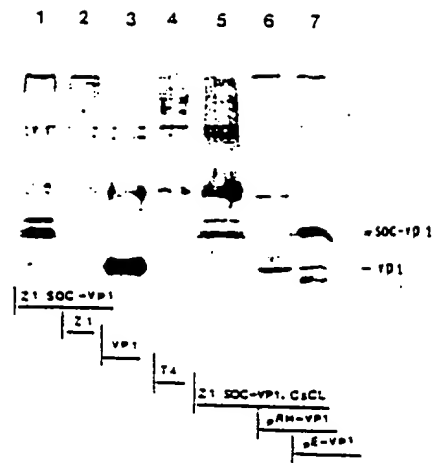 1 2 3 4 5 6 7
SOC-VP1
VP1
Z1 SOC-VP1
Z1
VP1
T4
Z1 SOC-VP1. CsCL
pRH-VP1
pE-VP1